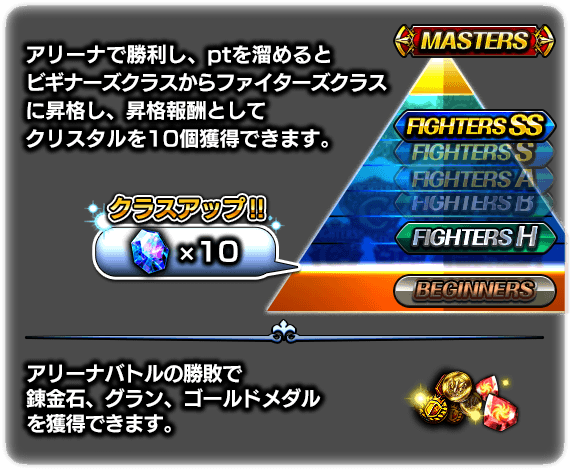 アリーナで勝利し、ptを溜めると
ビギナーズクラスからファイターズクラス
に昇格し、昇格報酬として
クリスタルを10個獲得できます。
MASTERS
FIGHTERS SS
FIGHTERS S
FIGHTERS A
FIGHTERS B
FIGHTERS H
BEGINNERS
クラスアップ!!
×10
アリーナバトルの勝敗で
錬金石、グラン、ゴールドメダル
を獲得できます。